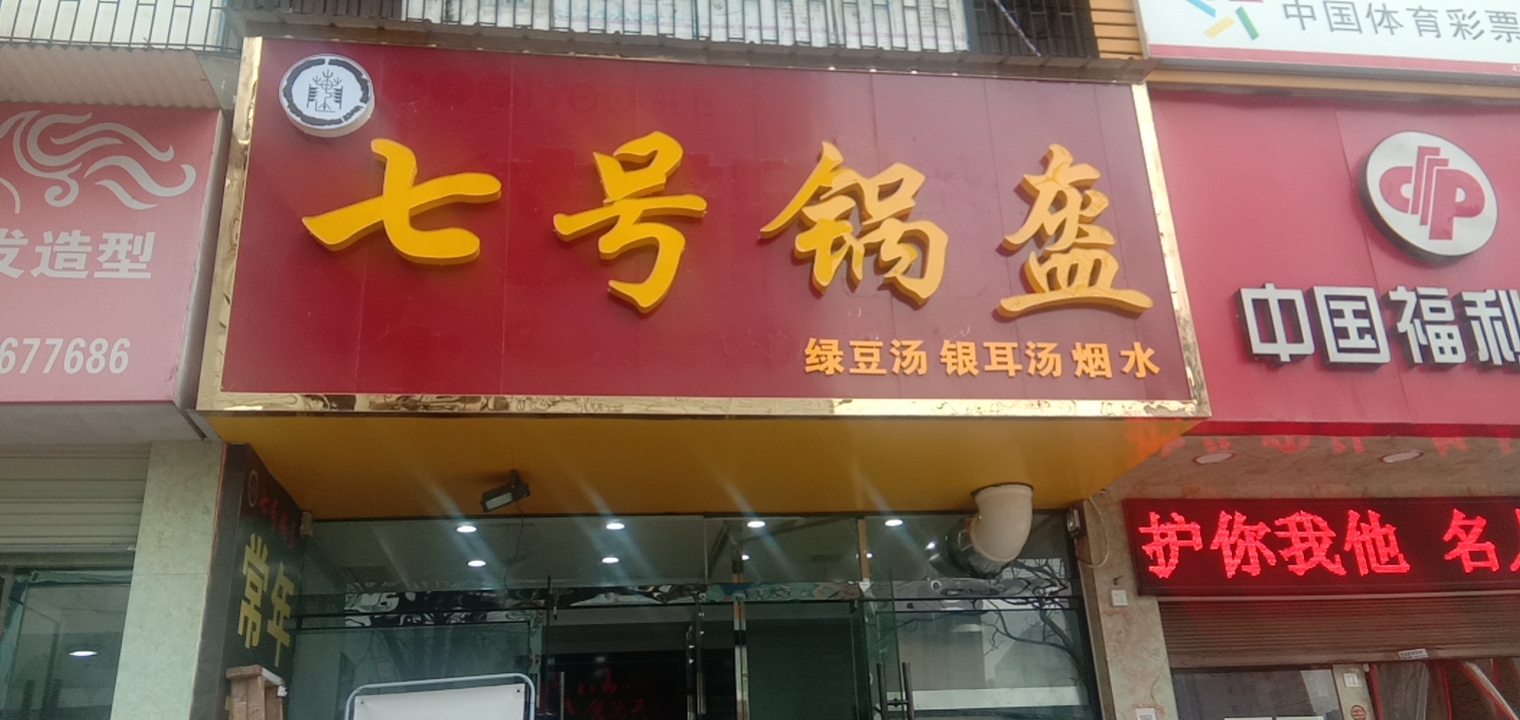 中国体育彩票
七号锅盔
绿豆汤 银耳汤 烟 水
发造型
677686
中国福利
护你我他 名
常年